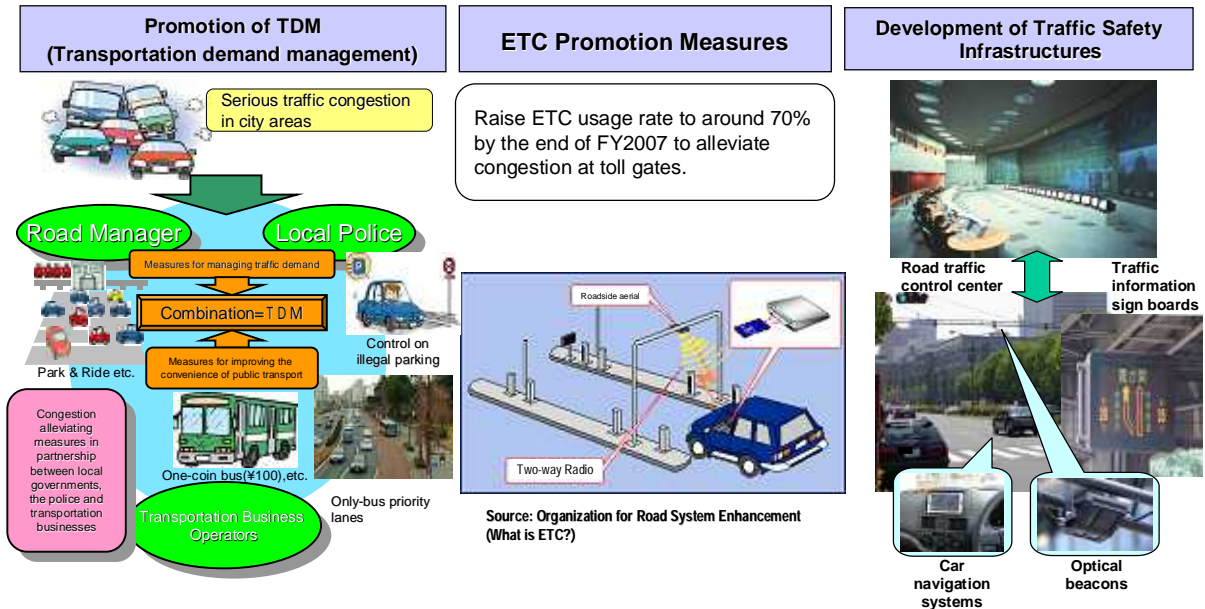 Promotion of TDM
(Transportation demand management)
Serious traffic congestion
in city areas
Road Manager
Local Police
Measures for managing traffic demand
Combination=TDM
Measures for improving the
convenience of public transport
Park & Ride etc.
Control on
illegal parking
Congestion
alleviating
measures in
partnership
between local
governments,
the police and
transportation
businesses
One-coin bus(¥100),etc.
Only-bus priority
lanes
Transportation Business
Operators
ETC Promotion Measures
Raise ETC usage rate to around 70%
by the end of FY2007 to alleviate
congestion at toll gates.
Roadside aerial
Two-way Radio
Source: Organization for Road System Enhancement
(What is ETC?)
Development of Traffic Safety
Infrastructures
Road traffic
control center
Traffic
information
sign boards
Car
navigation
systems
Optical
beacons